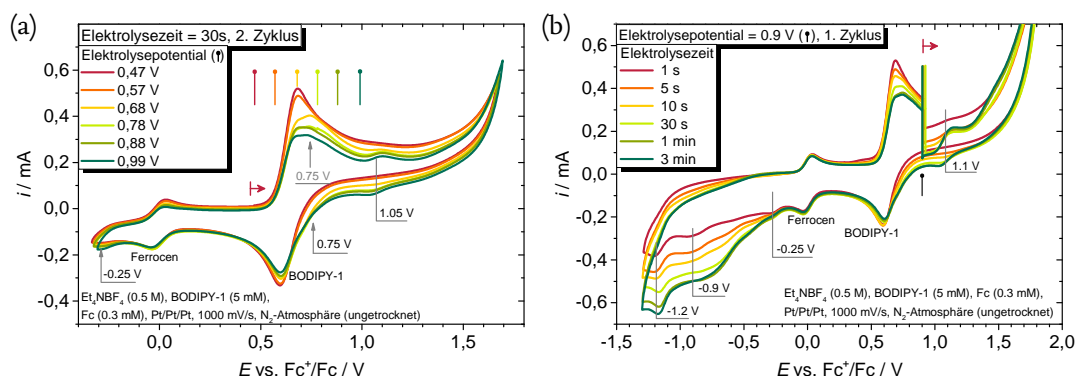 (a)
Elektrolysezeit = 30s, 2. Zyklus
Elektrolysepotential ( )
0,47 V
0,57 V
0,68 V
0,78 V
0,88 V
0,99 V
0,6
0,4
0,2
0,0
-0,2
-0,4
i / mA
0.75 V
1.05 V
0.75 V
-0.25 V
Ferrocen
BODIPY-1
Et4NBF4 (0.5 M), BODIPY-1 (5 mM),
Fc (0.3 mM), Pt/Pt/Pt, 1000 mV/s, N2-Atmosphäre (ungetrocknet)
0,0 0,5 1,0 1,5
E vs. Fc+/Fc / V
(b)
Elektrolysepotential = 0.9 V ( ), 1. Zyklus
Elektrolysezeit
1 s
5 s
10 s
30 s
1 min
3 min
0,6
0,4
0,2
0,0
-0,2
-0,4
-0,6
i / mA
1.1 V
Ferrocen
BODIPY-1
-0.25 V
-0.9 V
-1.2 V
Et4NBF4 (0.5 M), BODIPY-1 (5 mM),
Fc (0.3 mM), Pt/Pt/Pt, 1000 mV/s,
N2-Atmosphäre (ungetrocknet)
-1,5 -1,0 -0,5 0,0 0,5 1,0 1,5 2,0
E vs. Fc+/Fc / V